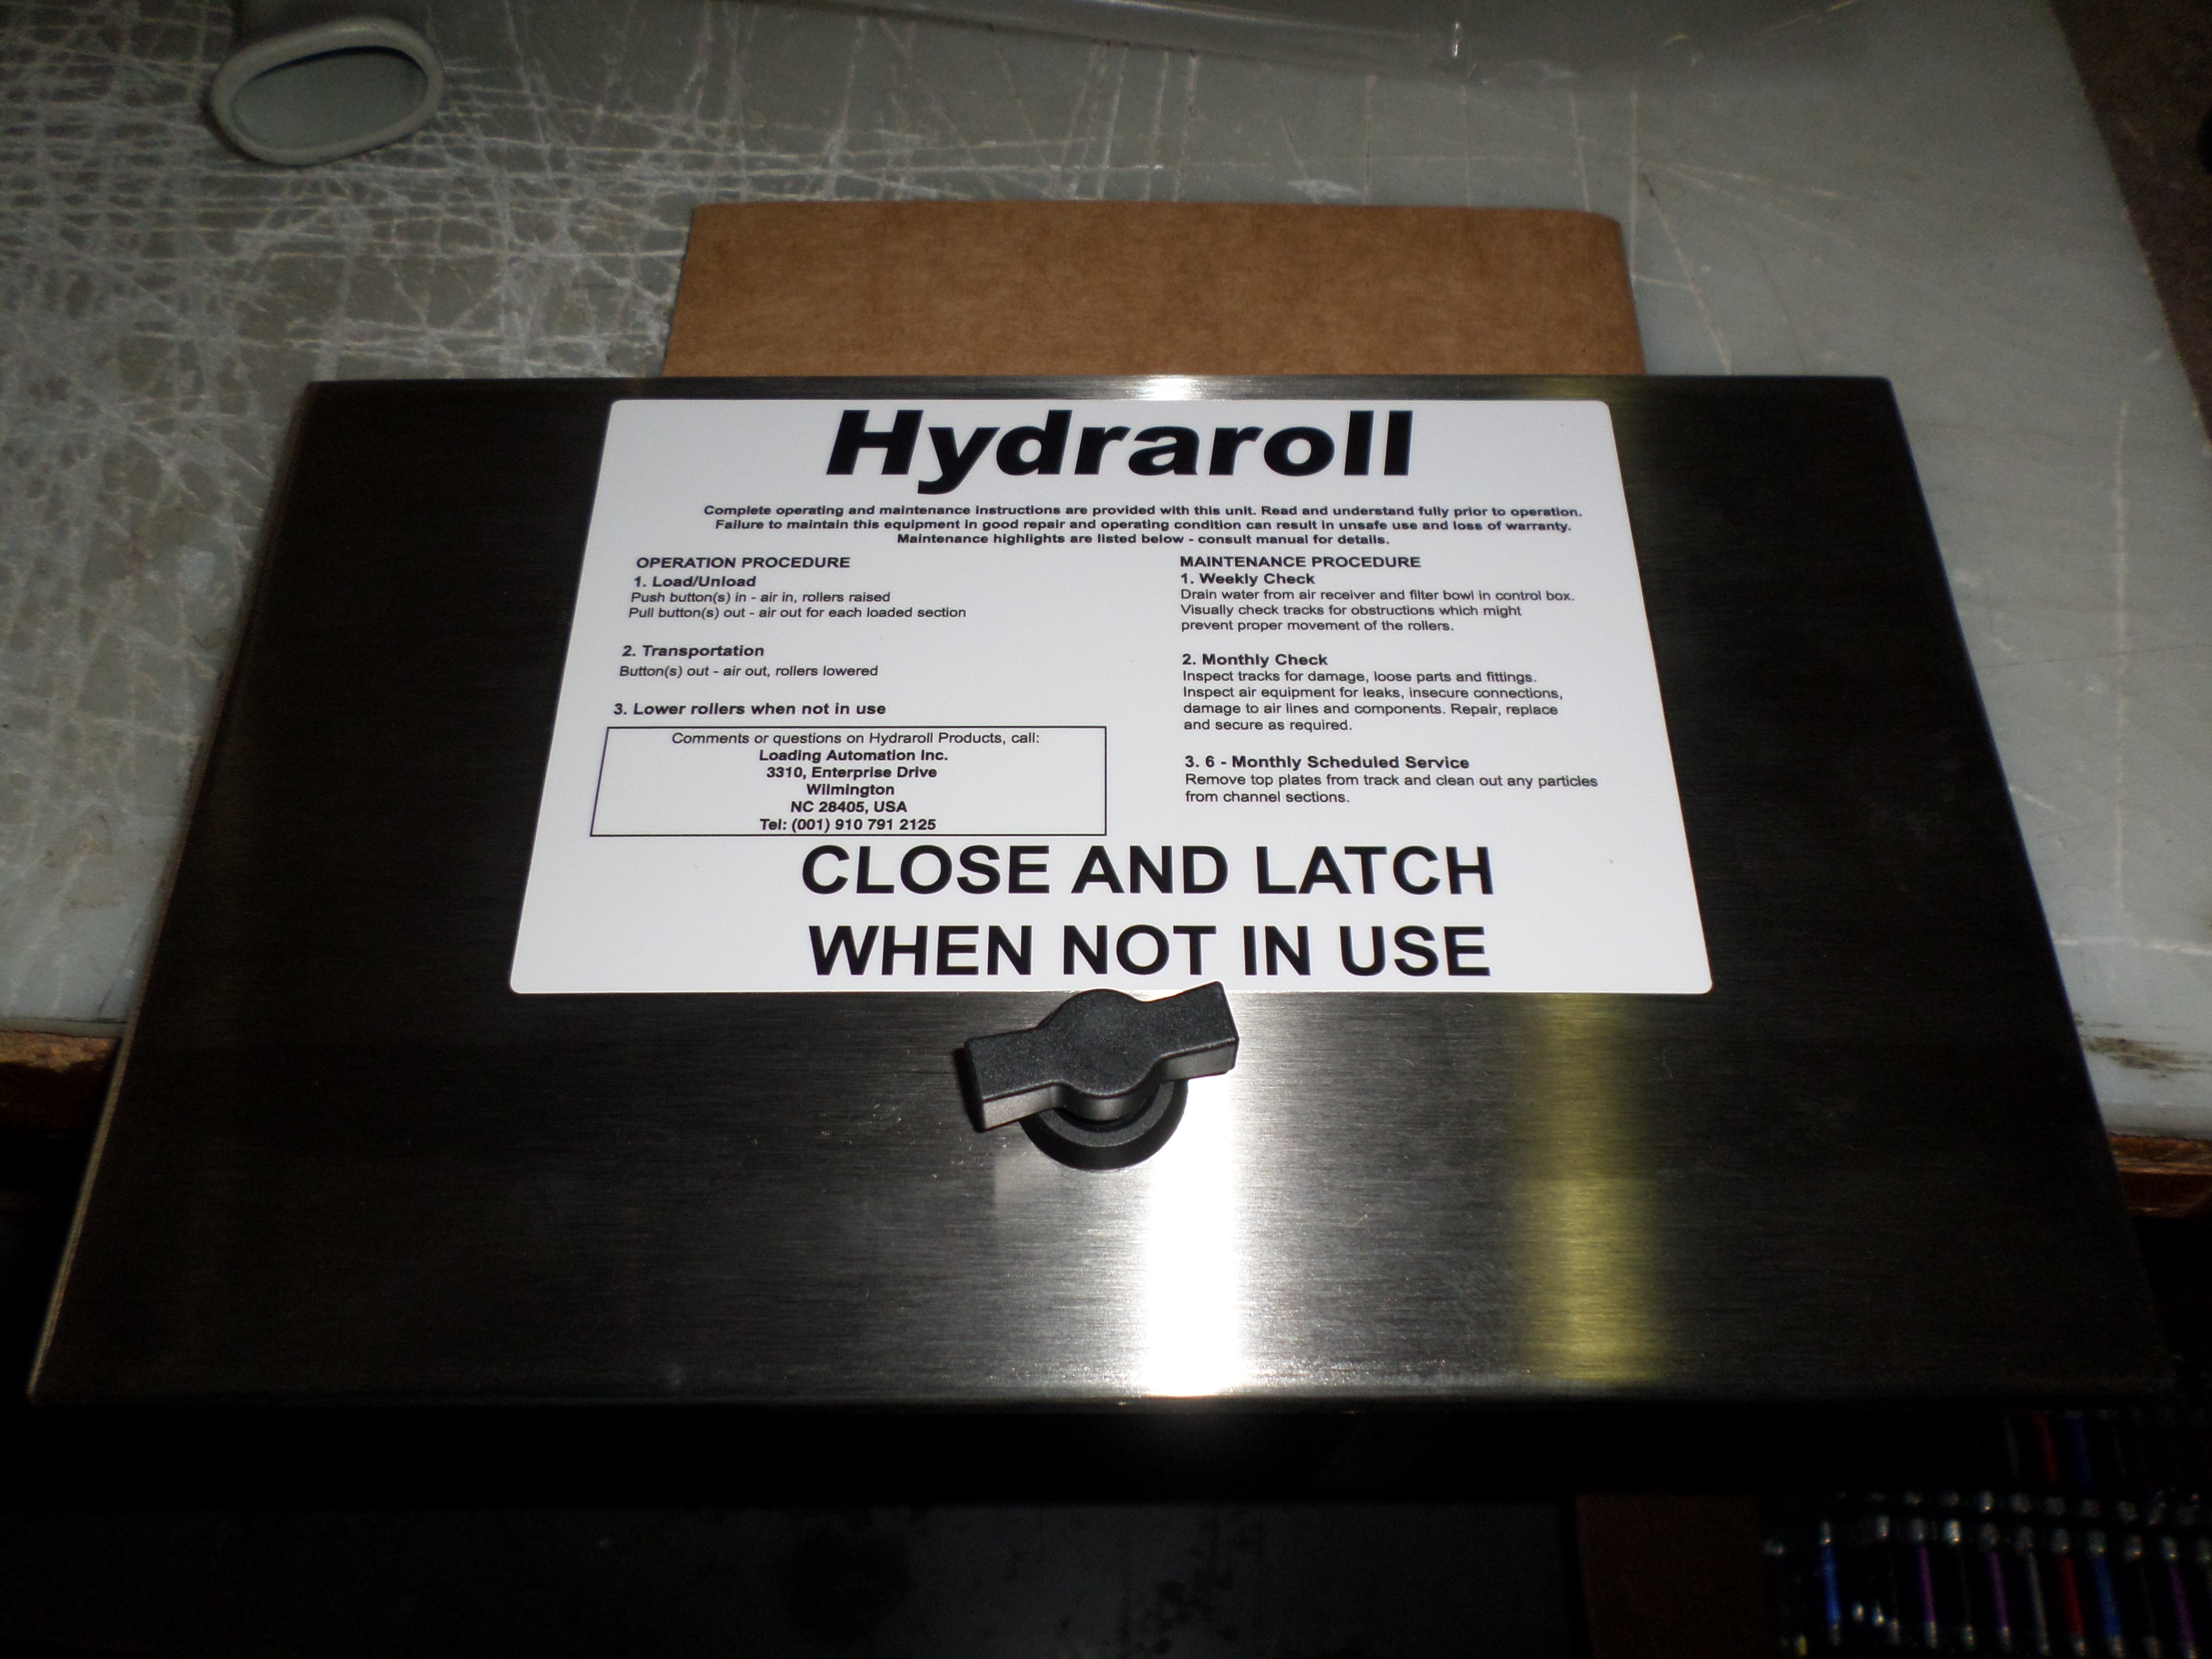 Hydraroll
Complete operating and maintenance instructions are provided with this unit. Read and understand fully prior to operation.
Failure to maintain this equipment in good repair and operating condition can result in unsafe use and loss of warranty.
Maintenance highlights are listed below - consult manual for details.
OPERATION PROCEDURE
1. Load/Unload
Push button(s) in - air in, rollers raised
Pull button(s) out - air out for each loaded section
2. Transportation
Button(s) out - air out, rollers lowered
3. Lower rollers when not in use
Comments or questions on Hydraroll Products, call:
Loading Automation Inc.
3310, Enterprise Drive
Wilmington
NC 28405, USA
Tel: (001) 910 791 2125
MAINTENANCE PROCEDURE
1. Weekly Check
Drain water from air receiver and filter bowl in control box.
Visually check tracks for obstructions which might
prevent proper movement of the rollers.
2. Monthly Check
Inspect tracks for damage, loose parts and fittings.
Inspect air equipment for leaks, insecure connections,
damage to air lines and components. Repair, replace
and secure as required.
3. 6 - Monthly Scheduled Service
Remove top plates from track and clean out any particles
from channel sections.
CLOSE AND LATCH
WHEN NOT IN USE